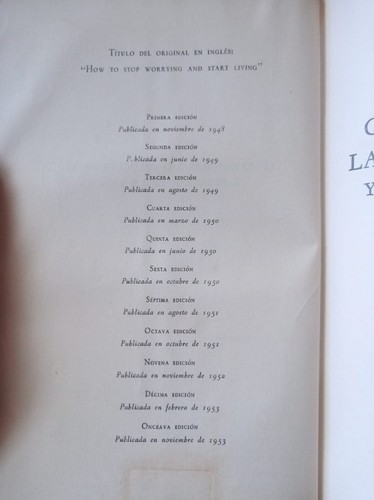 TÍTULO DEL ORIGINAL EN INGLÉS:
"HOW TO STOP WORRYING AND START LIVING"
PRIMERA EDICIÓN
Publicada en noviembre de 1948
SEGUNDA EDICIÓN
P. blicada en junio de 1949
TERCERA EDICIÓN
Publicada en agosto de 1949
CUARTA EDICIÓN
Publicada en marzo de 1950
QUINTA EDICIÓN
Publicada en junio de 1950
SEXTA EDICIÓN
Publicada en octubre de 1950
SÉPTIMA EDICIÓN
Publicada en agosto de 1951
OCTAVA EDICIÓN
Publicada en octubre de 1951
NOVENA EDICIÓN
Publicada en noviembre de 1952
DÉCIMA EDICIÓN
Publicada en febrero de 1953
ONCEAVA EDICIÓN
Publicada en noviembre de 1953
LA
Y